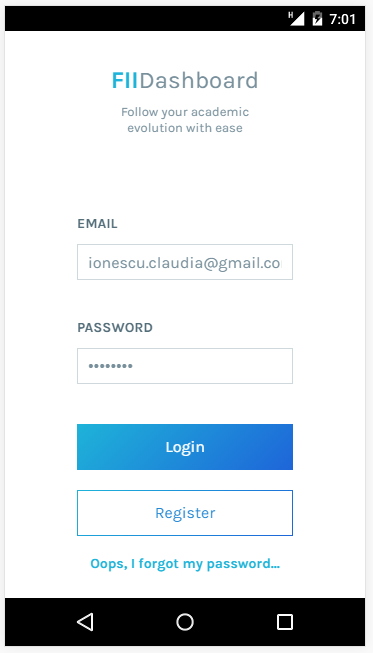 H 7:01
FIIDashboard
Follow your academic
evolution with ease
EMAIL
ionescu.claudia@gmail.co
PASSWORD
••••••••
Login
Register
Oops, I forgot my password...